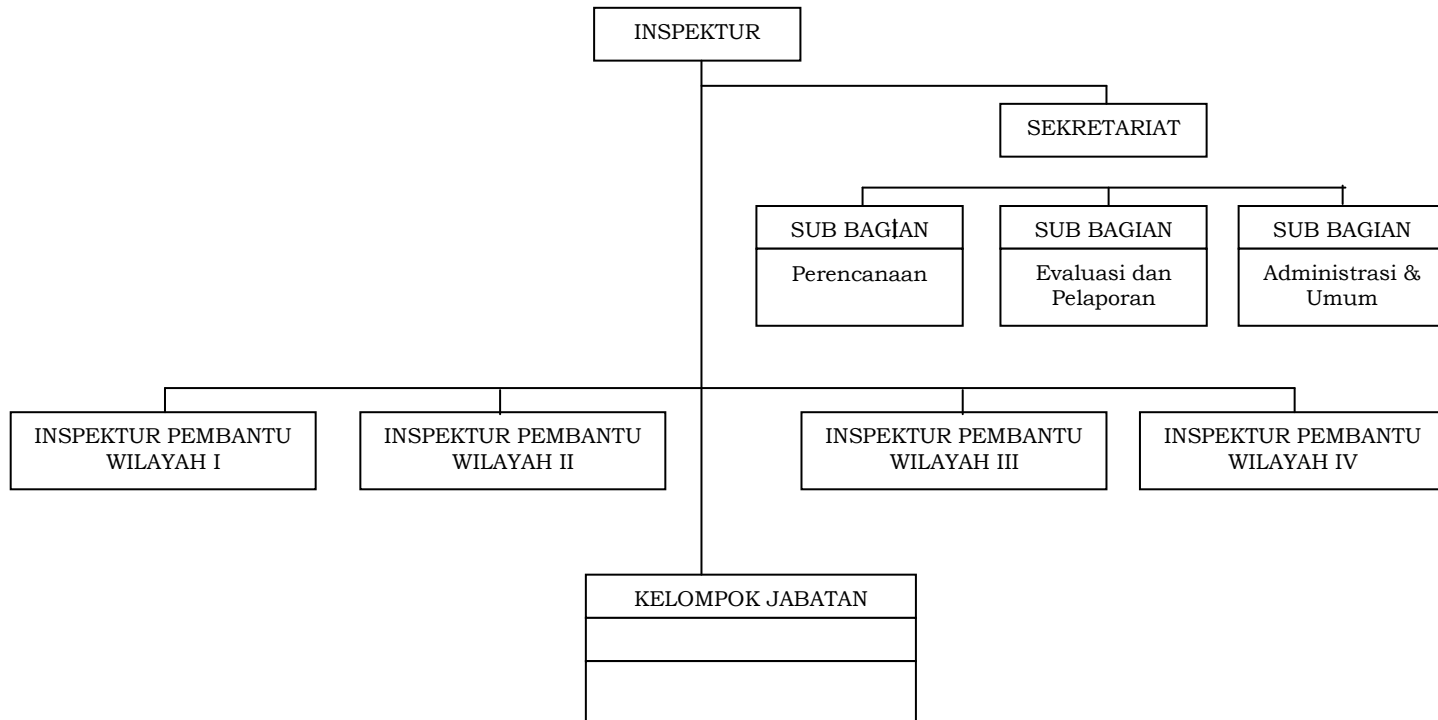 INSPEKTUR
SEKRETARIAT
SUB BAGIAN
Perencanaan
SUB BAGIAN
Evaluasi dan
Pelaporan
SUB BAGIAN
Administrasi &
Umum
INSPEKTUR PEMBANTU
WILAYAH I
INSPEKTUR PEMBANTU
WILAYAH II
INSPEKTUR PEMBANTU
WILAYAH III
INSPEKTUR PEMBANTU
WILAYAH IV
KELOMPOK JABATAN